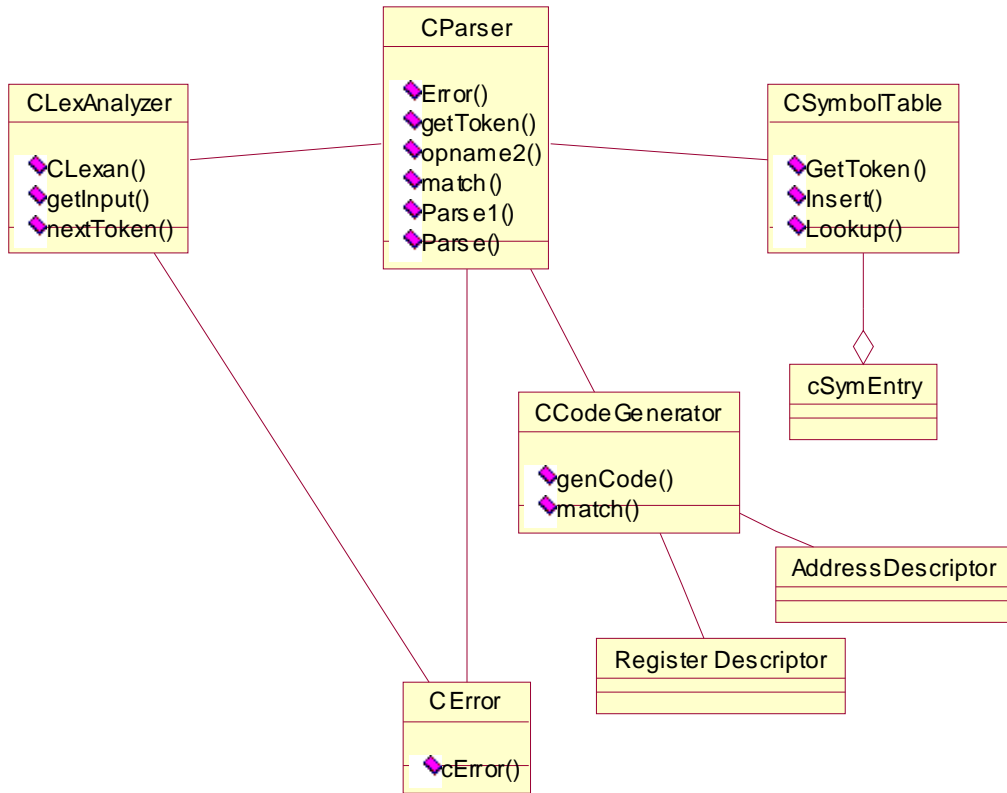 CParser
Error()
getToken()
opname2()
match()
Parse1()
Parse()
CLexAnalyzer
CLexan()
getInput()
nextToken()
CSymbolTable
GetToken()
Insert()
Lookup()
cSymEntry
CCodeGenerator
genCode()
match()
AddressDescriptor
Register Descriptor
CError
cError()